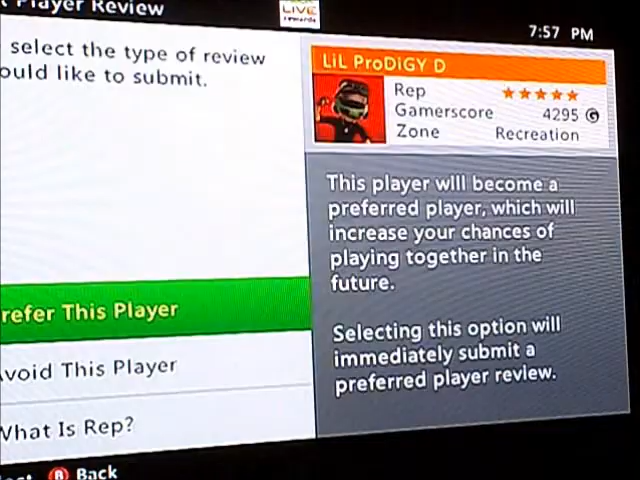 Player Review
LIVE
rewards
7:57 PM
select the type of review
ould like to submit.
LiL ProDiGY D
Rep
Gamerscore 4295 G
Zone Recreation
This player will become a
preferred player, which will
increase your chances of
playing together in the
future.
Selecting this option will
immediately submit a
preferred player review.
refer This Player
void This Player
What Is Rep?
B Back